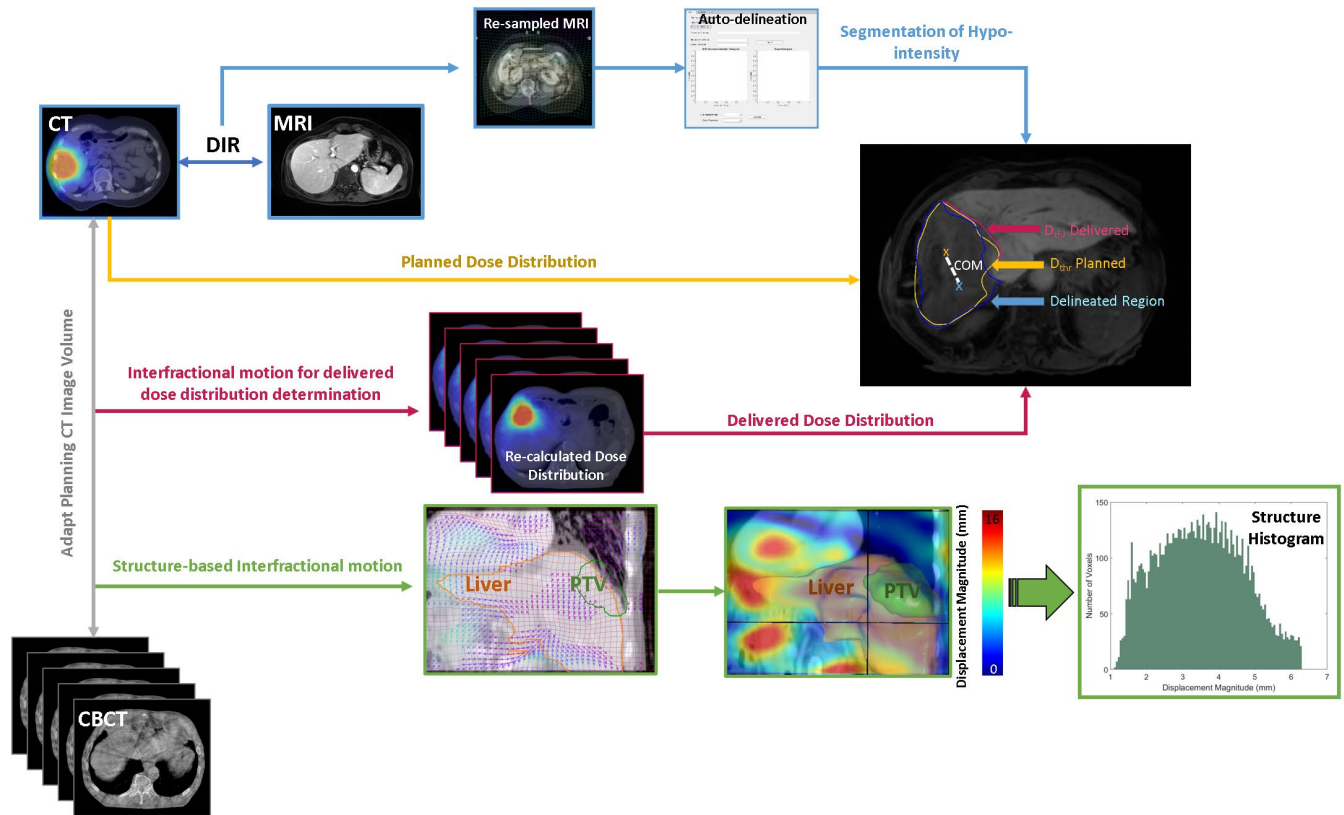 Re-sampled MRI
Auto-delineation
Segmentation of Hypo-
intensity
CT
DIR
MRI
D_thr Delivered
COM
D_thr Planned
Delineated Region
x
x
Planned Dose Distribution
Adapt Planning CT Image Volume
Interfractional motion for delivered
dose distribution determination
Re-calculated Dose
Distribution
Delivered Dose Distribution
Structure-based Interfractional motion
Liver
PTV
Liver
PTV
Displacement Magnitude (mm)
16
0
Structure
Histogram
Number of Voxels
150
100
50
0
1 2 3 4 5 6 7
Displacement Magnitude (mm)
CBCT